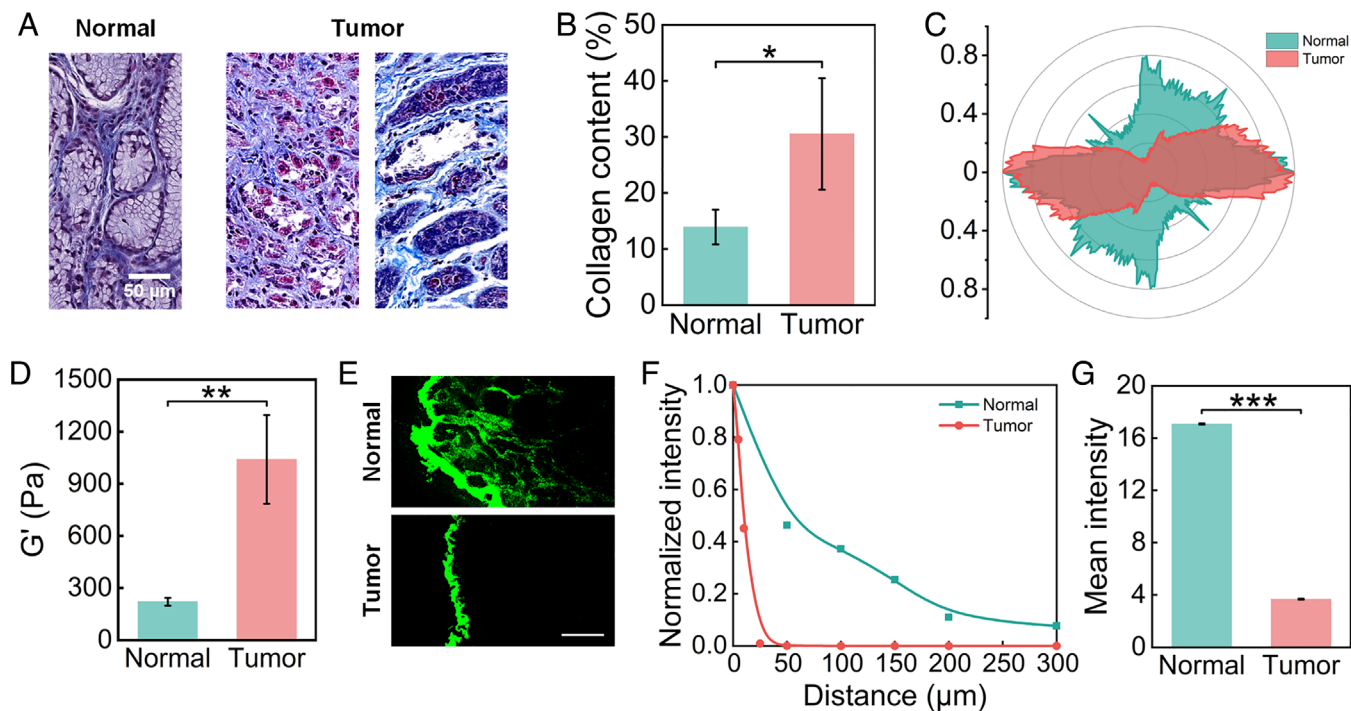 A
Normal
Tumor
50 µm
B
Collagen content (%)
50
40
30
20
10
0
*
Normal
Tumor
C
0.8
0.4
0
0.4
0.8
Normal
Tumor
D
G' (Pa)
1500
1200
900
600
300
0
**
Normal
Tumor
E
Normal
Tumor
F
Normalized intensity
1.0
0.8
0.6
0.4
0.2
0.0
Normal
Tumor
0
50
100
150
200
250
300
Distance (µm)
G
Mean intensity
20
16
12
8
4
0
***
Normal
Tumor